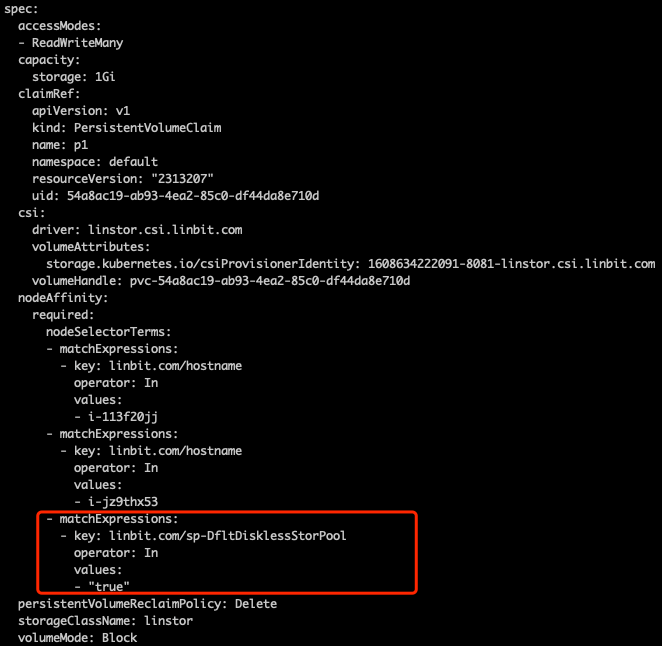 spec:
  accessModes:
  - ReadWriteMany
  capacity:
    storage: 1Gi
  claimRef:
    apiVersion: v1
    kind: PersistentVolumeClaim
    name: p1
    namespace: default
    resourceVersion: "2313207"
    uid: 54a8ac19-ab93-4ea2-85c0-df44da8e710d
  csi:
    driver: linstor.csi.linbit.com
    volumeAttributes:
      storage.kubernetes.io/csiProvisionerIdentity: 1608634222091-8081-linstor.csi.linbit.com
    volumeHandle: pvc-54a8ac19-ab93-4ea2-85c0-df44da8e710d
  nodeAffinity:
    required:
      nodeSelectorTerms:
      - matchExpressions:
        - key: linbit.com/hostname
          operator: In
          values:
          - i-113f20jj
      - matchExpressions:
        - key: linbit.com/hostname
          operator: In
          values:
          - i-jz9thx53
      - matchExpressions:
        - key: linbit.com/sp-DfltDisklessStorPool
          operator: In
          values:
          - "true"
  persistentVolumeReclaimPolicy: Delete
  storageClassName: linstor
  volumeMode: Block